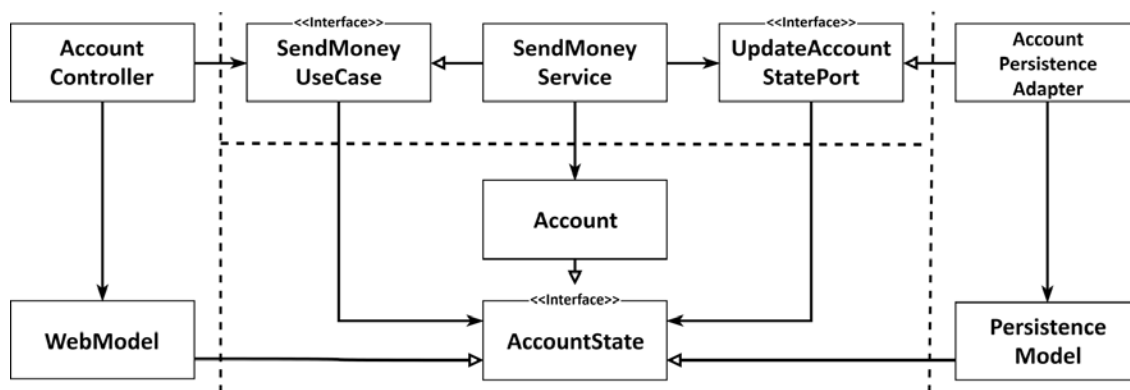 Account
Controller
<<Interface>>
SendMoney
UseCase
SendMoney
Service
<<Interface>>
UpdateAccount
StatePort
Account
Persistence
Adapter
Account
WebModel
<<Interface>>
AccountState
Persistence
Model